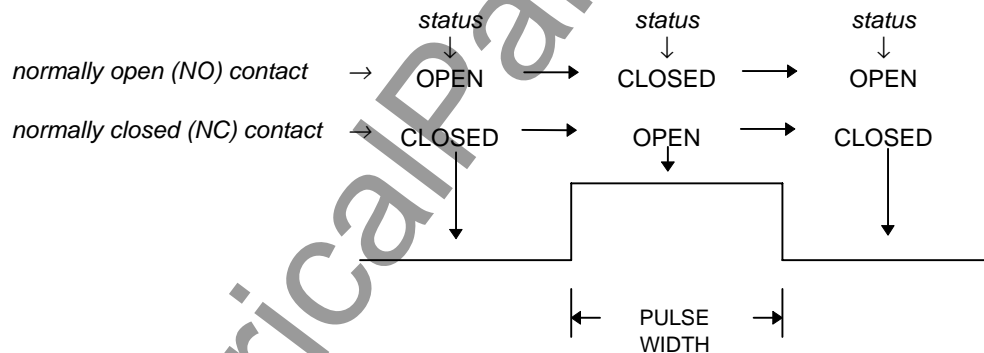 status status status
↓ ↓ ↓
normally open (NO) contact → OPEN → CLOSED → OPEN
normally closed (NC) contact → CLOSED → OPEN → CLOSED
PULSE
WIDTH